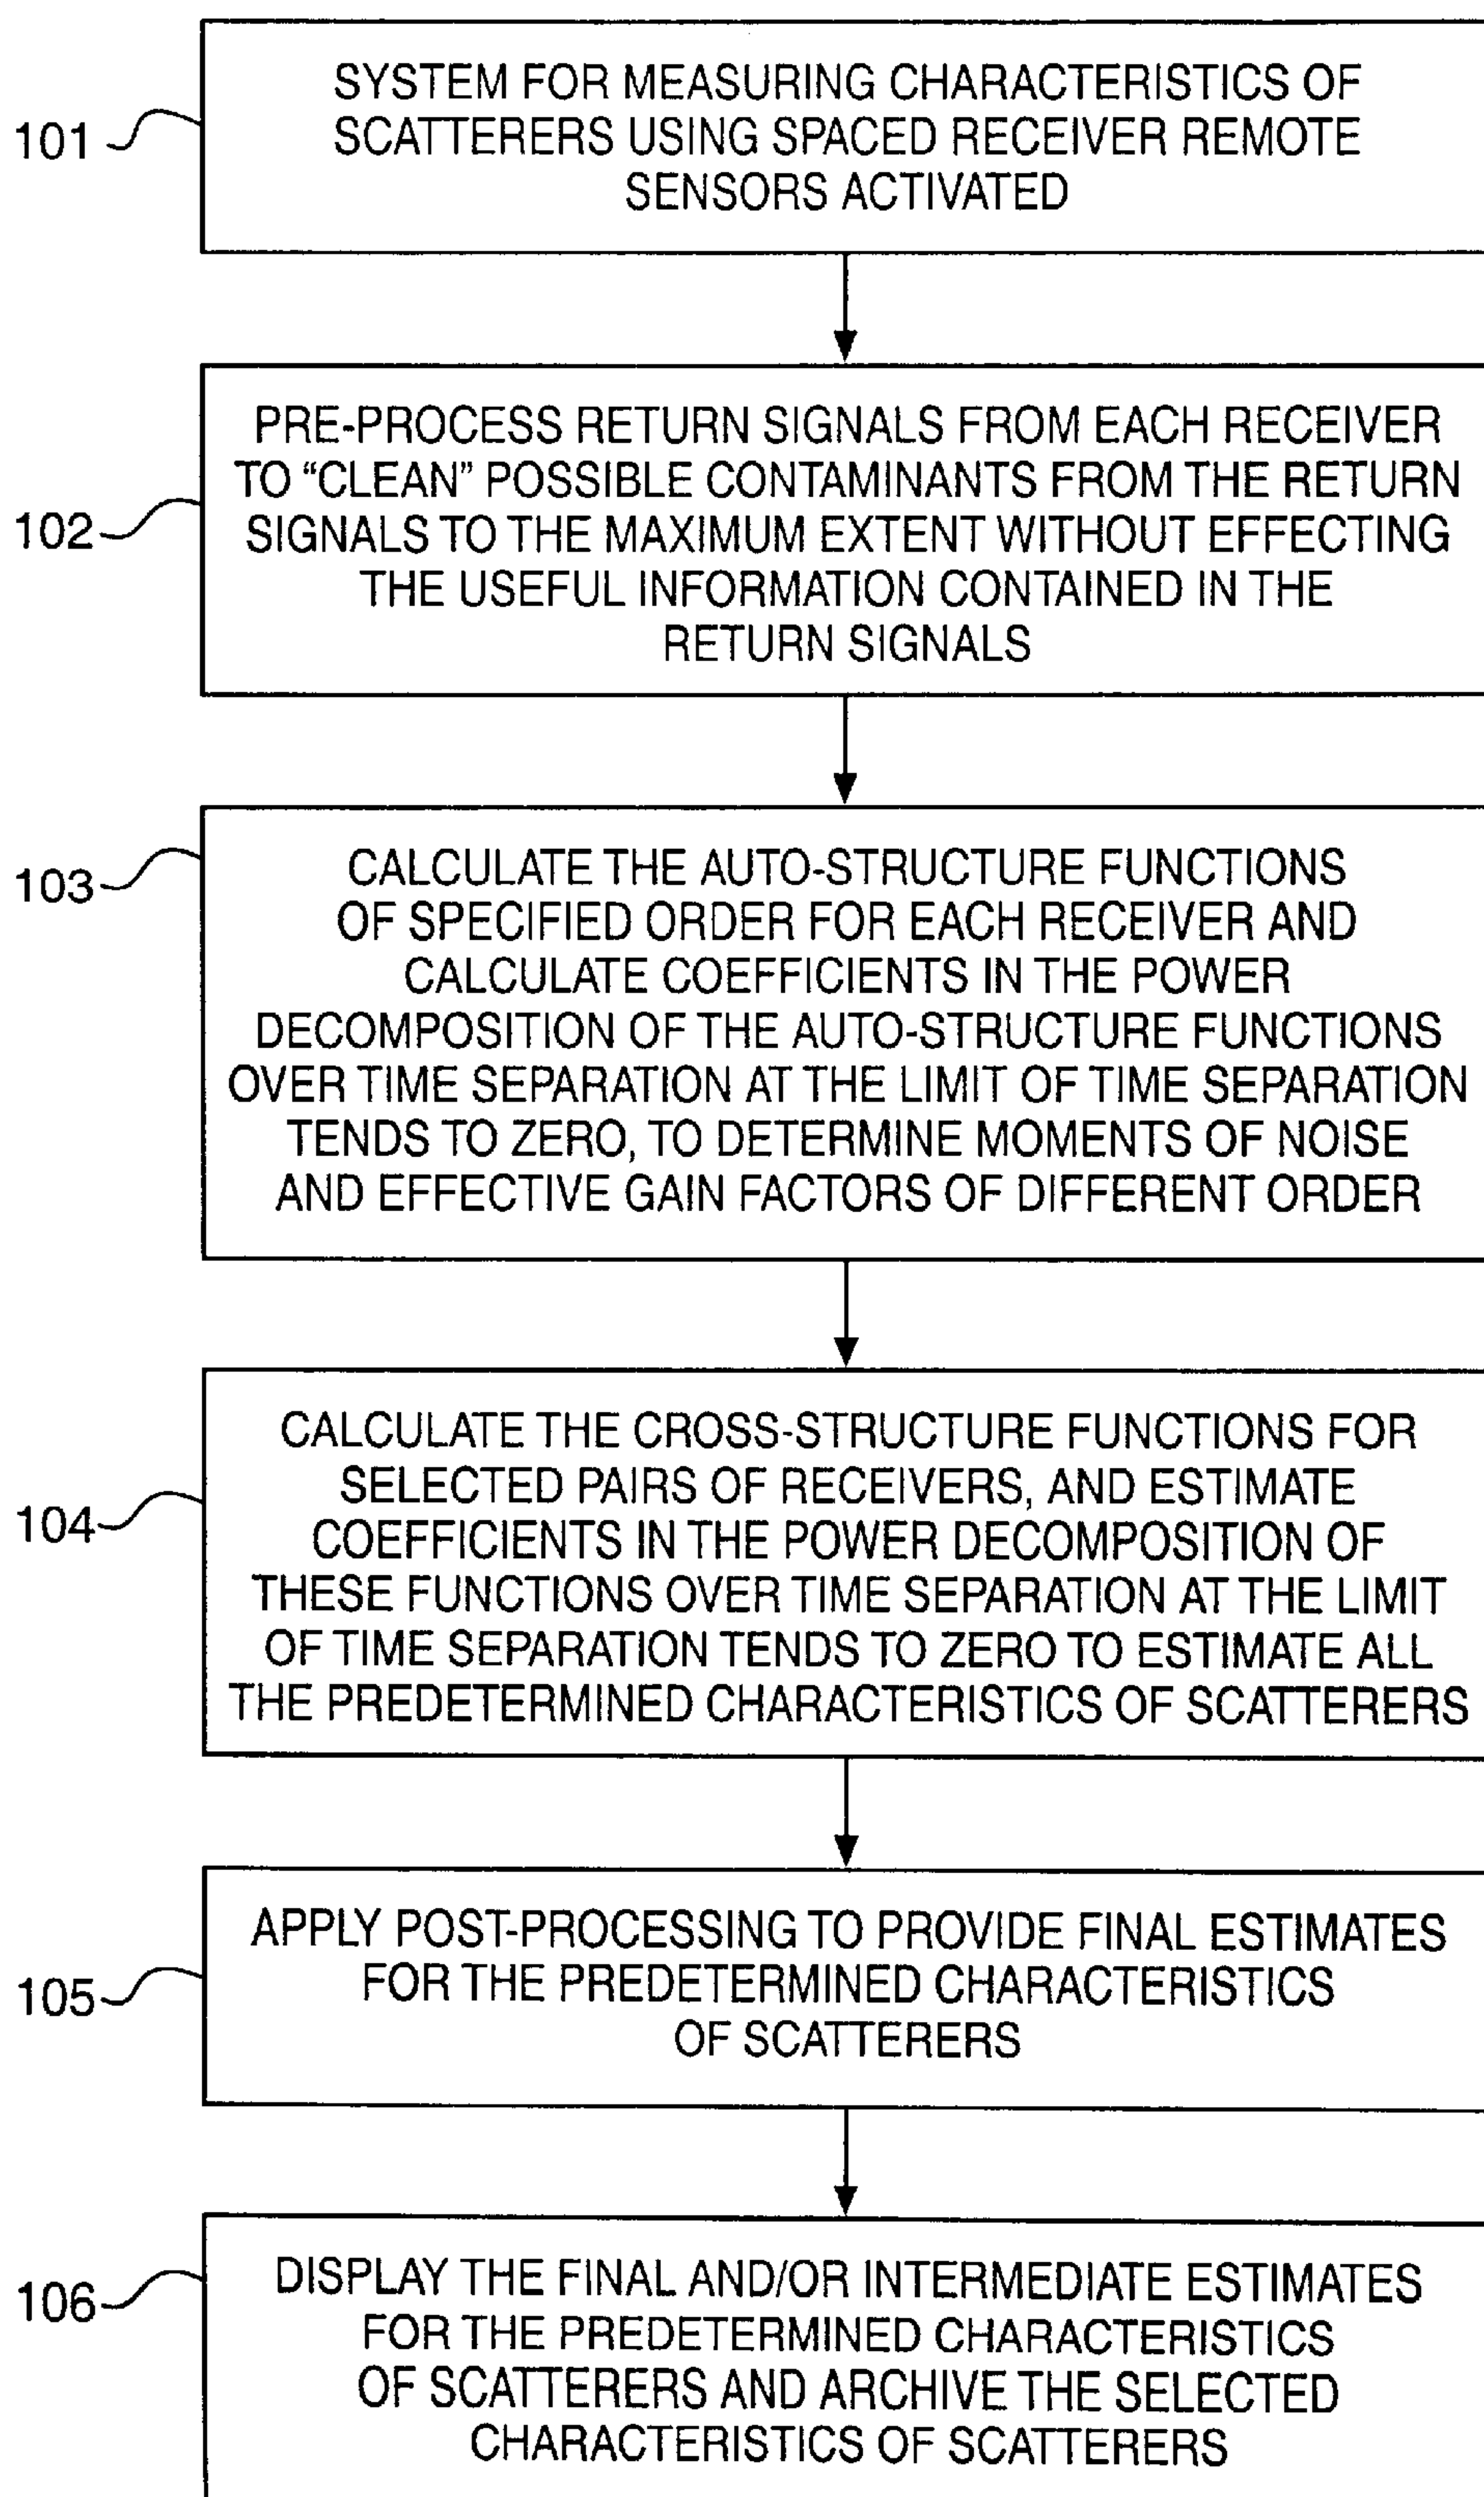 101
SYSTEM FOR MEASURING CHARACTERISTICS OF
SCATTERERS USING SPACED RECEIVER REMOTE
SENSORS ACTIVATED
102
PRE-PROCESS RETURN SIGNALS FROM EACH RECEIVER
TO “CLEAN” POSSIBLE CONTAMINANTS FROM THE RETURN
SIGNALS TO THE MAXIMUM EXTENT WITHOUT EFFECTING
THE USEFUL INFORMATION CONTAINED IN THE
RETURN SIGNALS
103
CALCULATE THE AUTO-STRUCTURE FUNCTIONS
OF SPECIFIED ORDER FOR EACH RECEIVER AND
CALCULATE COEFFICIENTS IN THE POWER
DECOMPOSITION OF THE AUTO-STRUCTURE FUNCTIONS
OVER TIME SEPARATION AT THE LIMIT OF TIME SEPARATION
TENDS TO ZERO, TO DETERMINE MOMENTS OF NOISE
AND EFFECTIVE GAIN FACTORS OF DIFFERENT ORDER
104
CALCULATE THE CROSS-STRUCTURE FUNCTIONS FOR
SELECTED PAIRS OF RECEIVERS, AND ESTIMATE
COEFFICIENTS IN THE POWER DECOMPOSITION OF
THESE FUNCTIONS OVER TIME SEPARATION AT THE LIMIT
OF TIME SEPARATION TENDS TO ZERO TO ESTIMATE ALL
THE PREDETERMINED CHARACTERISTICS OF SCATTERERS
105
APPLY POST-PROCESSING TO PROVIDE FINAL ESTIMATES
FOR THE PREDETERMINED CHARACTERISTICS
OF SCATTERERS
106
DISPLAY THE FINAL AND/OR INTERMEDIATE ESTIMATES
FOR THE PREDETERMINED CHARACTERISTICS
OF SCATTERERS AND ARCHIVE THE SELECTED
CHARACTERISTICS OF SCATTERERS